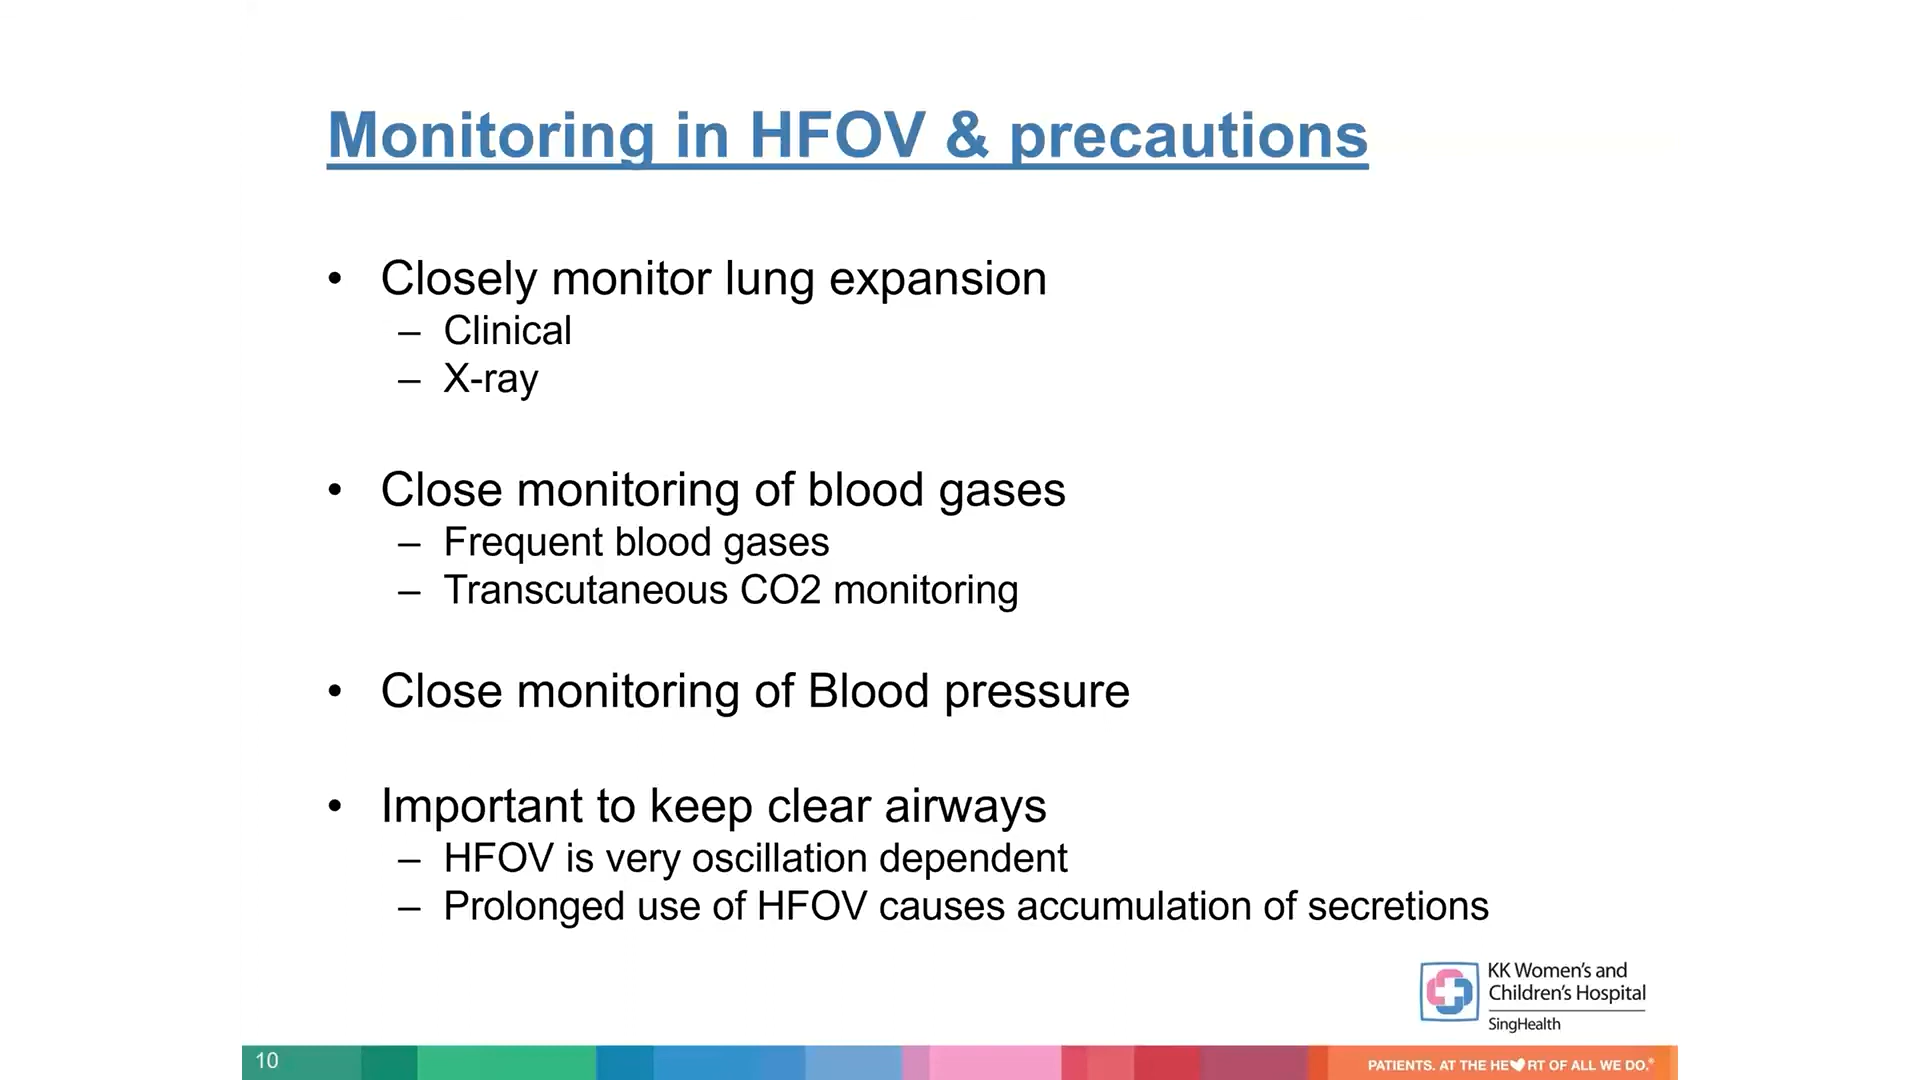 Monitoring in HFOV & precautions
• Closely monitor lung expansion
– Clinical
– X-ray
• Close monitoring of blood gases
– Frequent blood gases
– Transcutaneous CO2 monitoring
• Close monitoring of Blood pressure
• Important to keep clear airways
– HFOV is very oscillation dependent
– Prolonged use of HFOV causes accumulation of secretions
KK Women's and
Children's Hospital
SingHealth
10
PATIENTS. AT THE HE♥RT OF ALL WE DO.®